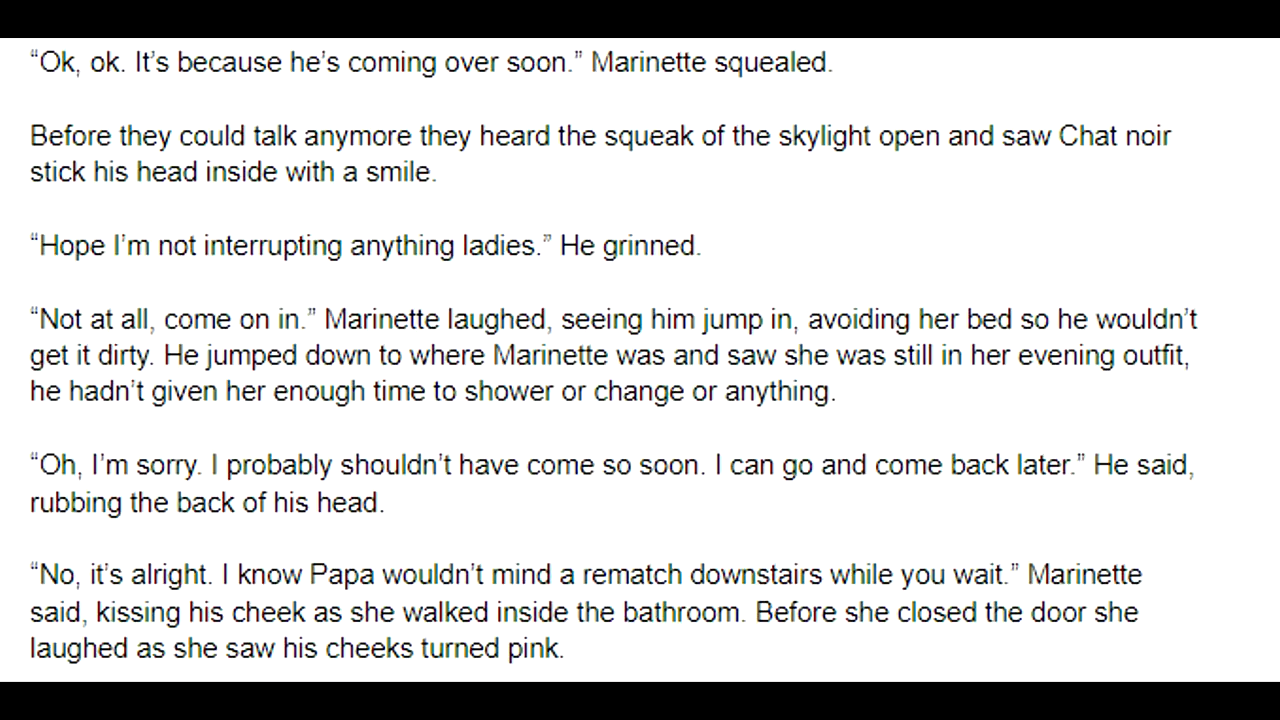 “Ok, ok. It’s because he’s coming over soon.” Marinette squealed.
Before they could talk anymore they heard the squeak of the skylight open and saw Chat noir
stick his head inside with a smile.
“Hope I’m not interrupting anything ladies.” He grinned.
“Not at all, come on in.” Marinette laughed, seeing him jump in, avoiding her bed so he wouldn’t
get it dirty. He jumped down to where Marinette was and saw she was still in her evening outfit,
he hadn’t given her enough time to shower or change or anything.
“Oh, I’m sorry. I probably shouldn’t have come so soon. I can go and come back later.” He said,
rubbing the back of his head.
“No, it’s alright. I know Papa wouldn’t mind a rematch downstairs while you wait.” Marinette
said, kissing his cheek as she walked inside the bathroom. Before she closed the door she
laughed as she saw his cheeks turned pink.